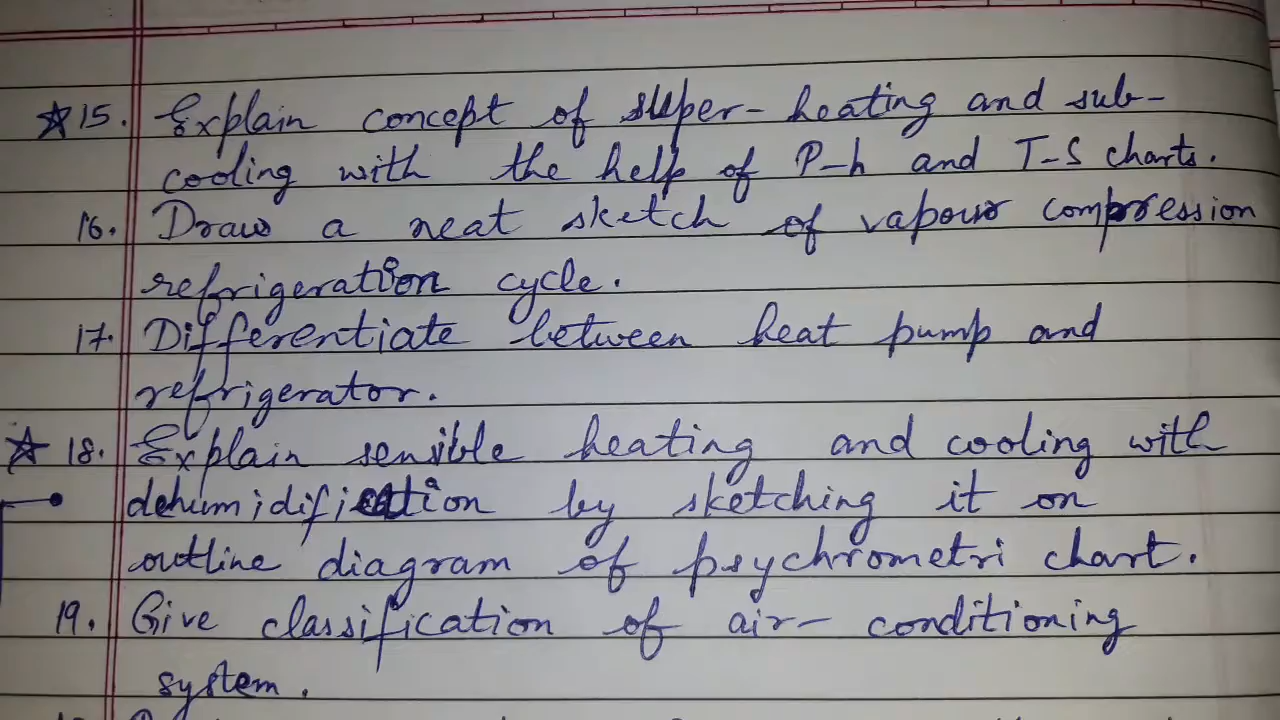 ☆15. Explain concept of super-heating and sub-
cooling with the help of P-h and T-S charts.
16. Draw a neat sketch of vapour compression
refrigeration cycle.
17. Differentiate between heat pump and
refrigerator.
☆ 18. Explain sensible heating and cooling with
dehumidification by sketching it on
outline diagram of psychrometri chart.
19. Give classification of air-conditioning
system.